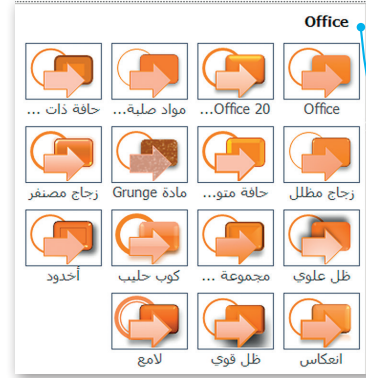 Office
Office Office 20... مواد صلبة... حافة ذات ...
زجاج مظلل حافة متو... مادة Grunge زجاج مصنفر
ظل علوي مجموعة ... كوب حليب أخدود
انعكاس ظل قوي لامع